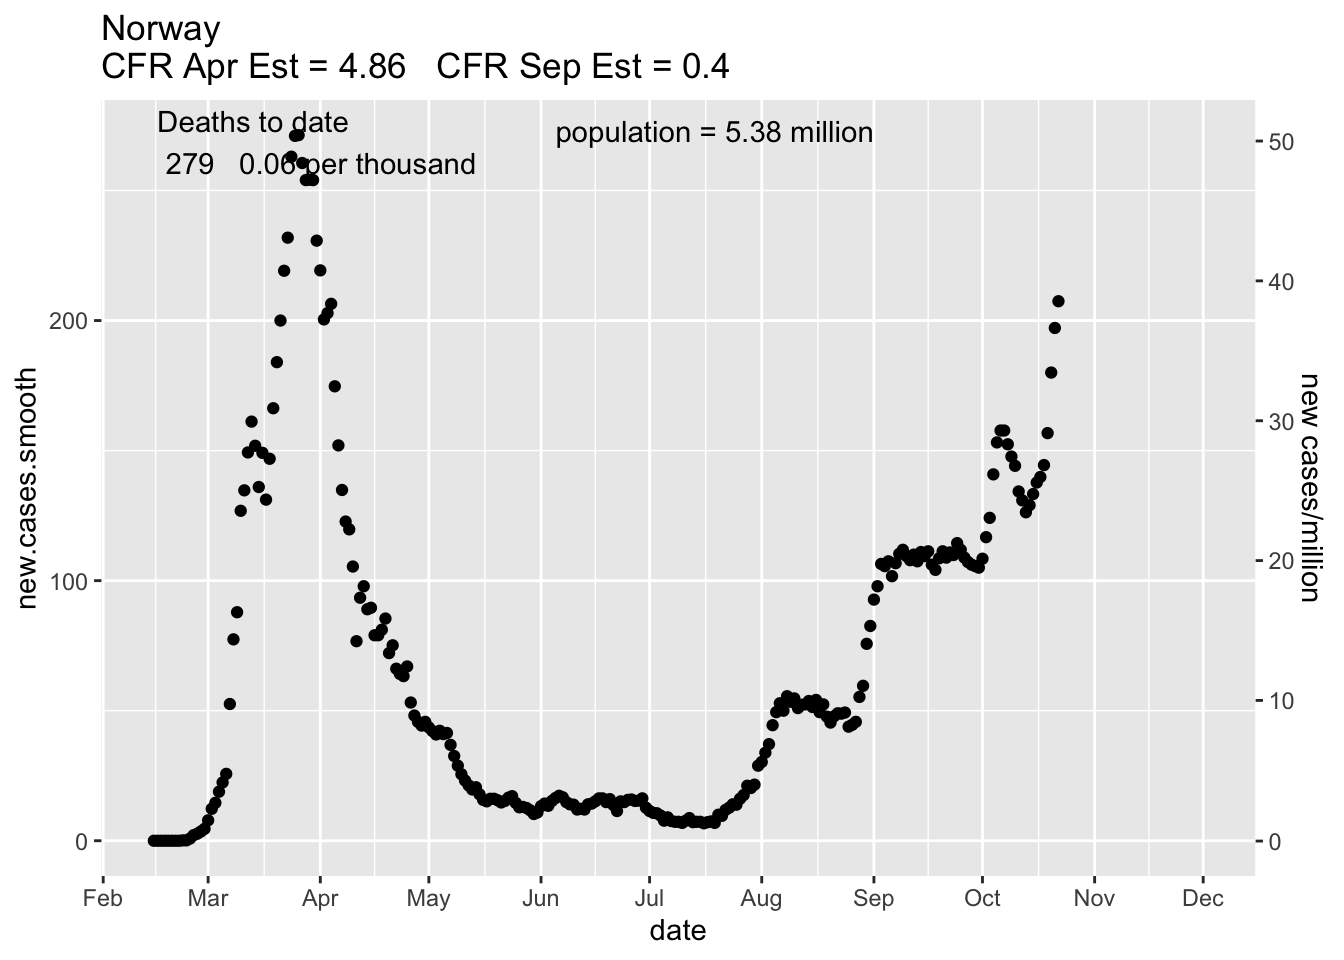 Norway
CFR Apr Est = 4.86   CFR Sep Est = 0.4
Deaths to date
279   0.06 per thousand
population = 5.38 million
new.cases.smooth
200
100
0
50
40
30
20
10
0
new cases/million
Feb Mar Apr May Jun Jul Aug Sep Oct Nov Dec
date